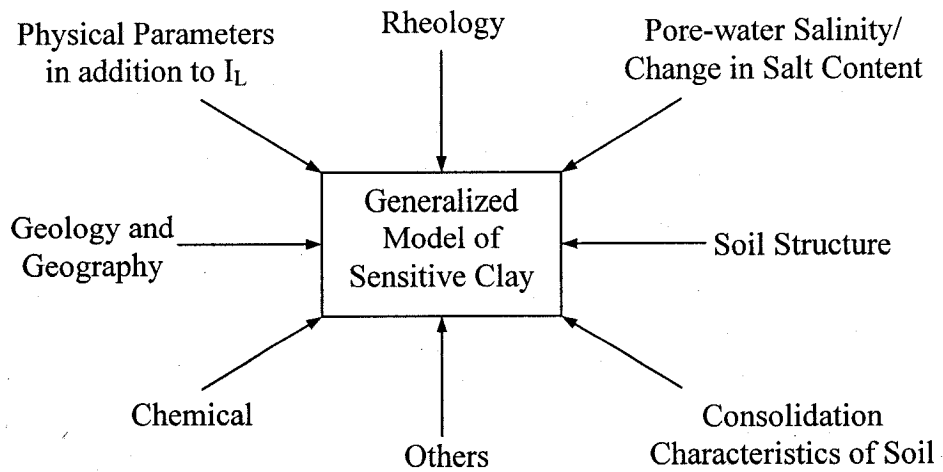 Physical Parameters
in addition to I_L
Rheology
Pore-water Salinity/
Change in Salt Content
Generalized
Model of
Sensitive Clay
Geology and
Geography
Soil Structure
Chemical
Others
Consolidation
Characteristics of Soil